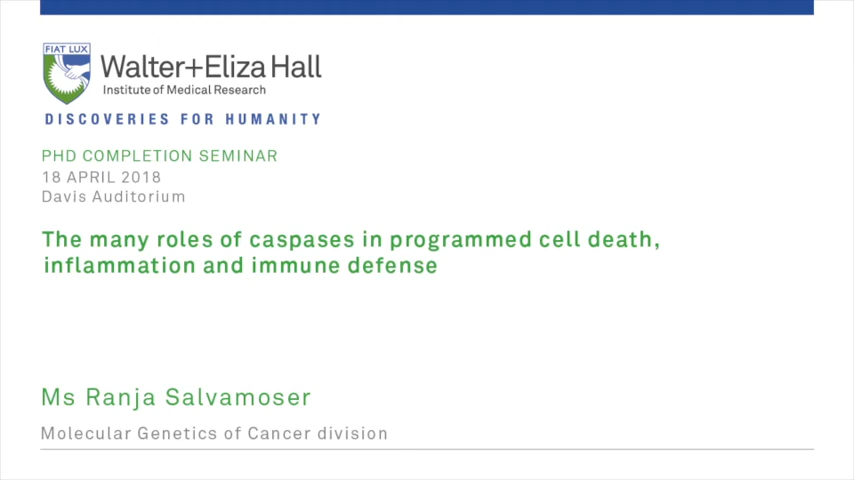 FIAT LUX
Walter+Eliza Hall
Institute of Medical Research
DISCOVERIES FOR HUMANITY
PHD COMPLETION SEMINAR
18 APRIL 2018
Davis Auditorium
The many roles of caspases in programmed cell death,
inflammation and immune defense
Ms Ranja Salvamoser
Molecular Genetics of Cancer division